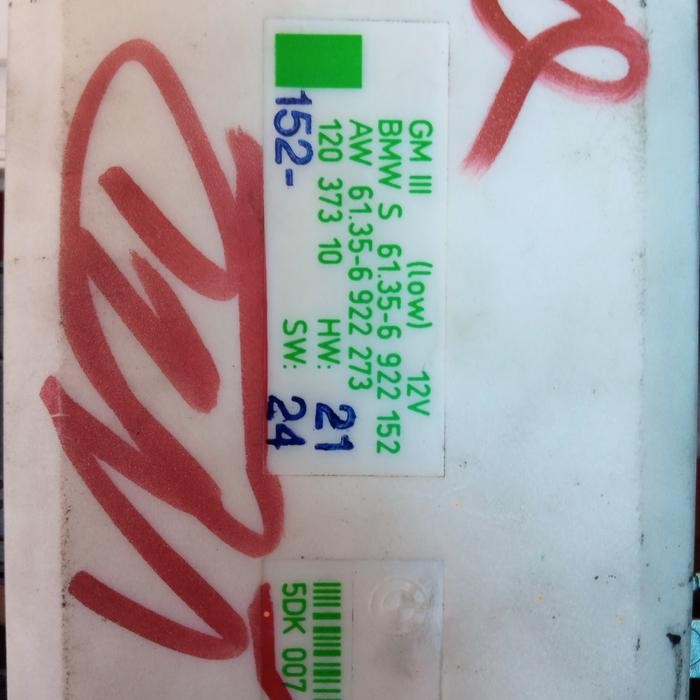 GM III (low) 12V
BMW S 61.35-6 922 152
AW 61.35-6 922 273
120 373 10 HW: 21
152- SW: 24
5DK 007